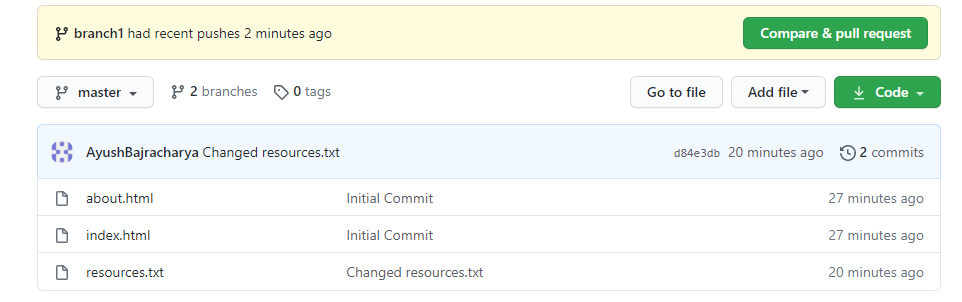 branch1 had recent pushes 2 minutes ago Compare & pull request
master 2 branches 0 tags Go to file Add file Code
AyushBajracharya Changed resources.txt d84e3db 20 minutes ago 2 commits
about.html Initial Commit 27 minutes ago
index.html Initial Commit 27 minutes ago
resources.txt Changed resources.txt 20 minutes ago